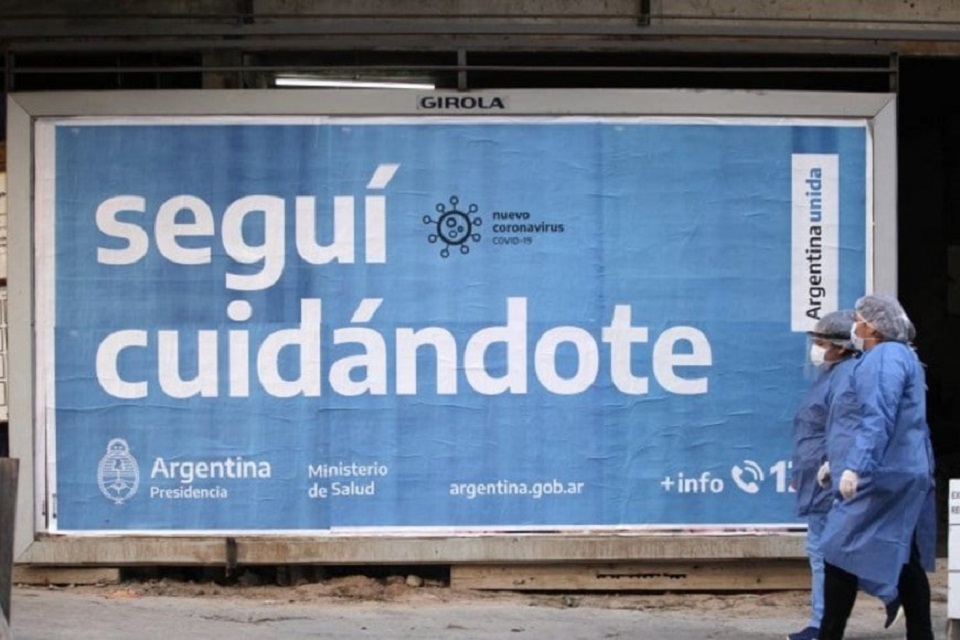 GIROLA
seguí
cuidándote
nuevo
coronavirus
COVID-19
Argentina unida
Argentina
Presidencia
Ministerio
de Salud
argentina.gob.ar
+info